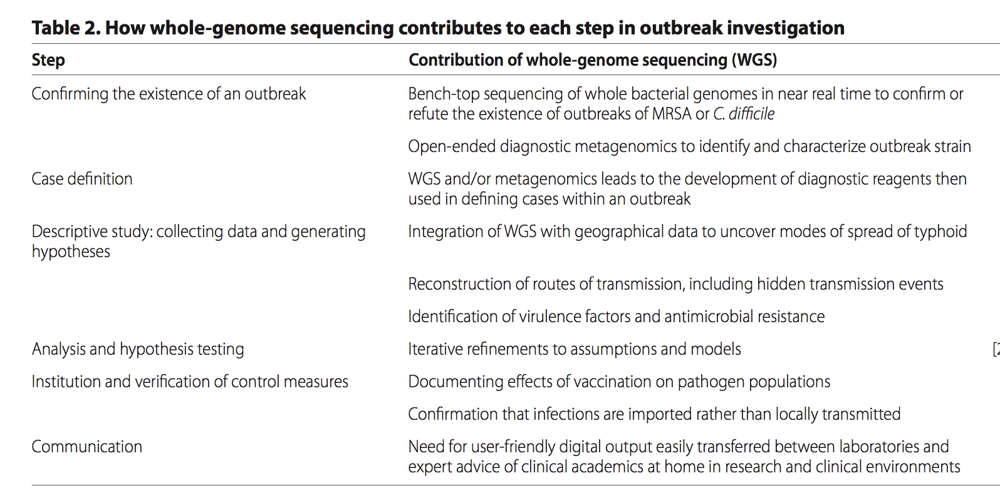 Table 2. How whole-genome sequencing contributes to each step in outbreak investigation
Step Contribution of whole-genome sequencing (WGS)
Confirming the existence of an outbreak Bench-top sequencing of whole bacterial genomes in near real time to confirm or
refute the existence of outbreaks of MRSA or C. difficile
Open-ended diagnostic metagenomics to identify and characterize outbreak strain
Case definition WGS and/or metagenomics leads to the development of diagnostic reagents then
used in defining cases within an outbreak
Descriptive study: collecting data and generating Integration of WGS with geographical data to uncover modes of spread of typhoid
hypotheses
Reconstruction of routes of transmission, including hidden transmission events
Identification of virulence factors and antimicrobial resistance
Analysis and hypothesis testing Iterative refinements to assumptions and models
Institution and verification of control measures Documenting effects of vaccination on pathogen populations
Confirmation that infections are imported rather than locally transmitted
Communication Need for user-friendly digital output easily transferred between laboratories and
expert advice of clinical academics at home in research and clinical environments